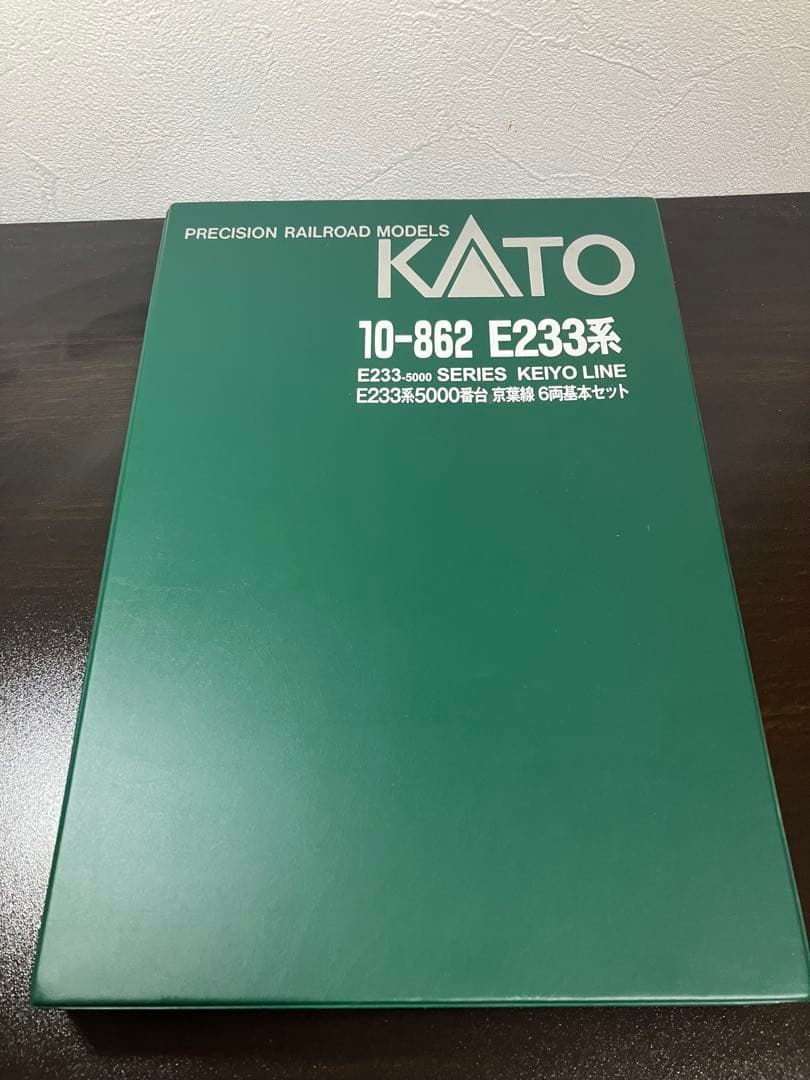 PRECISION RAILROAD MODELS
KATO
10-862 E233系
E233-5000 SERIES KEIYO LINE
E233系5000番台 京葉線 6両基本セット